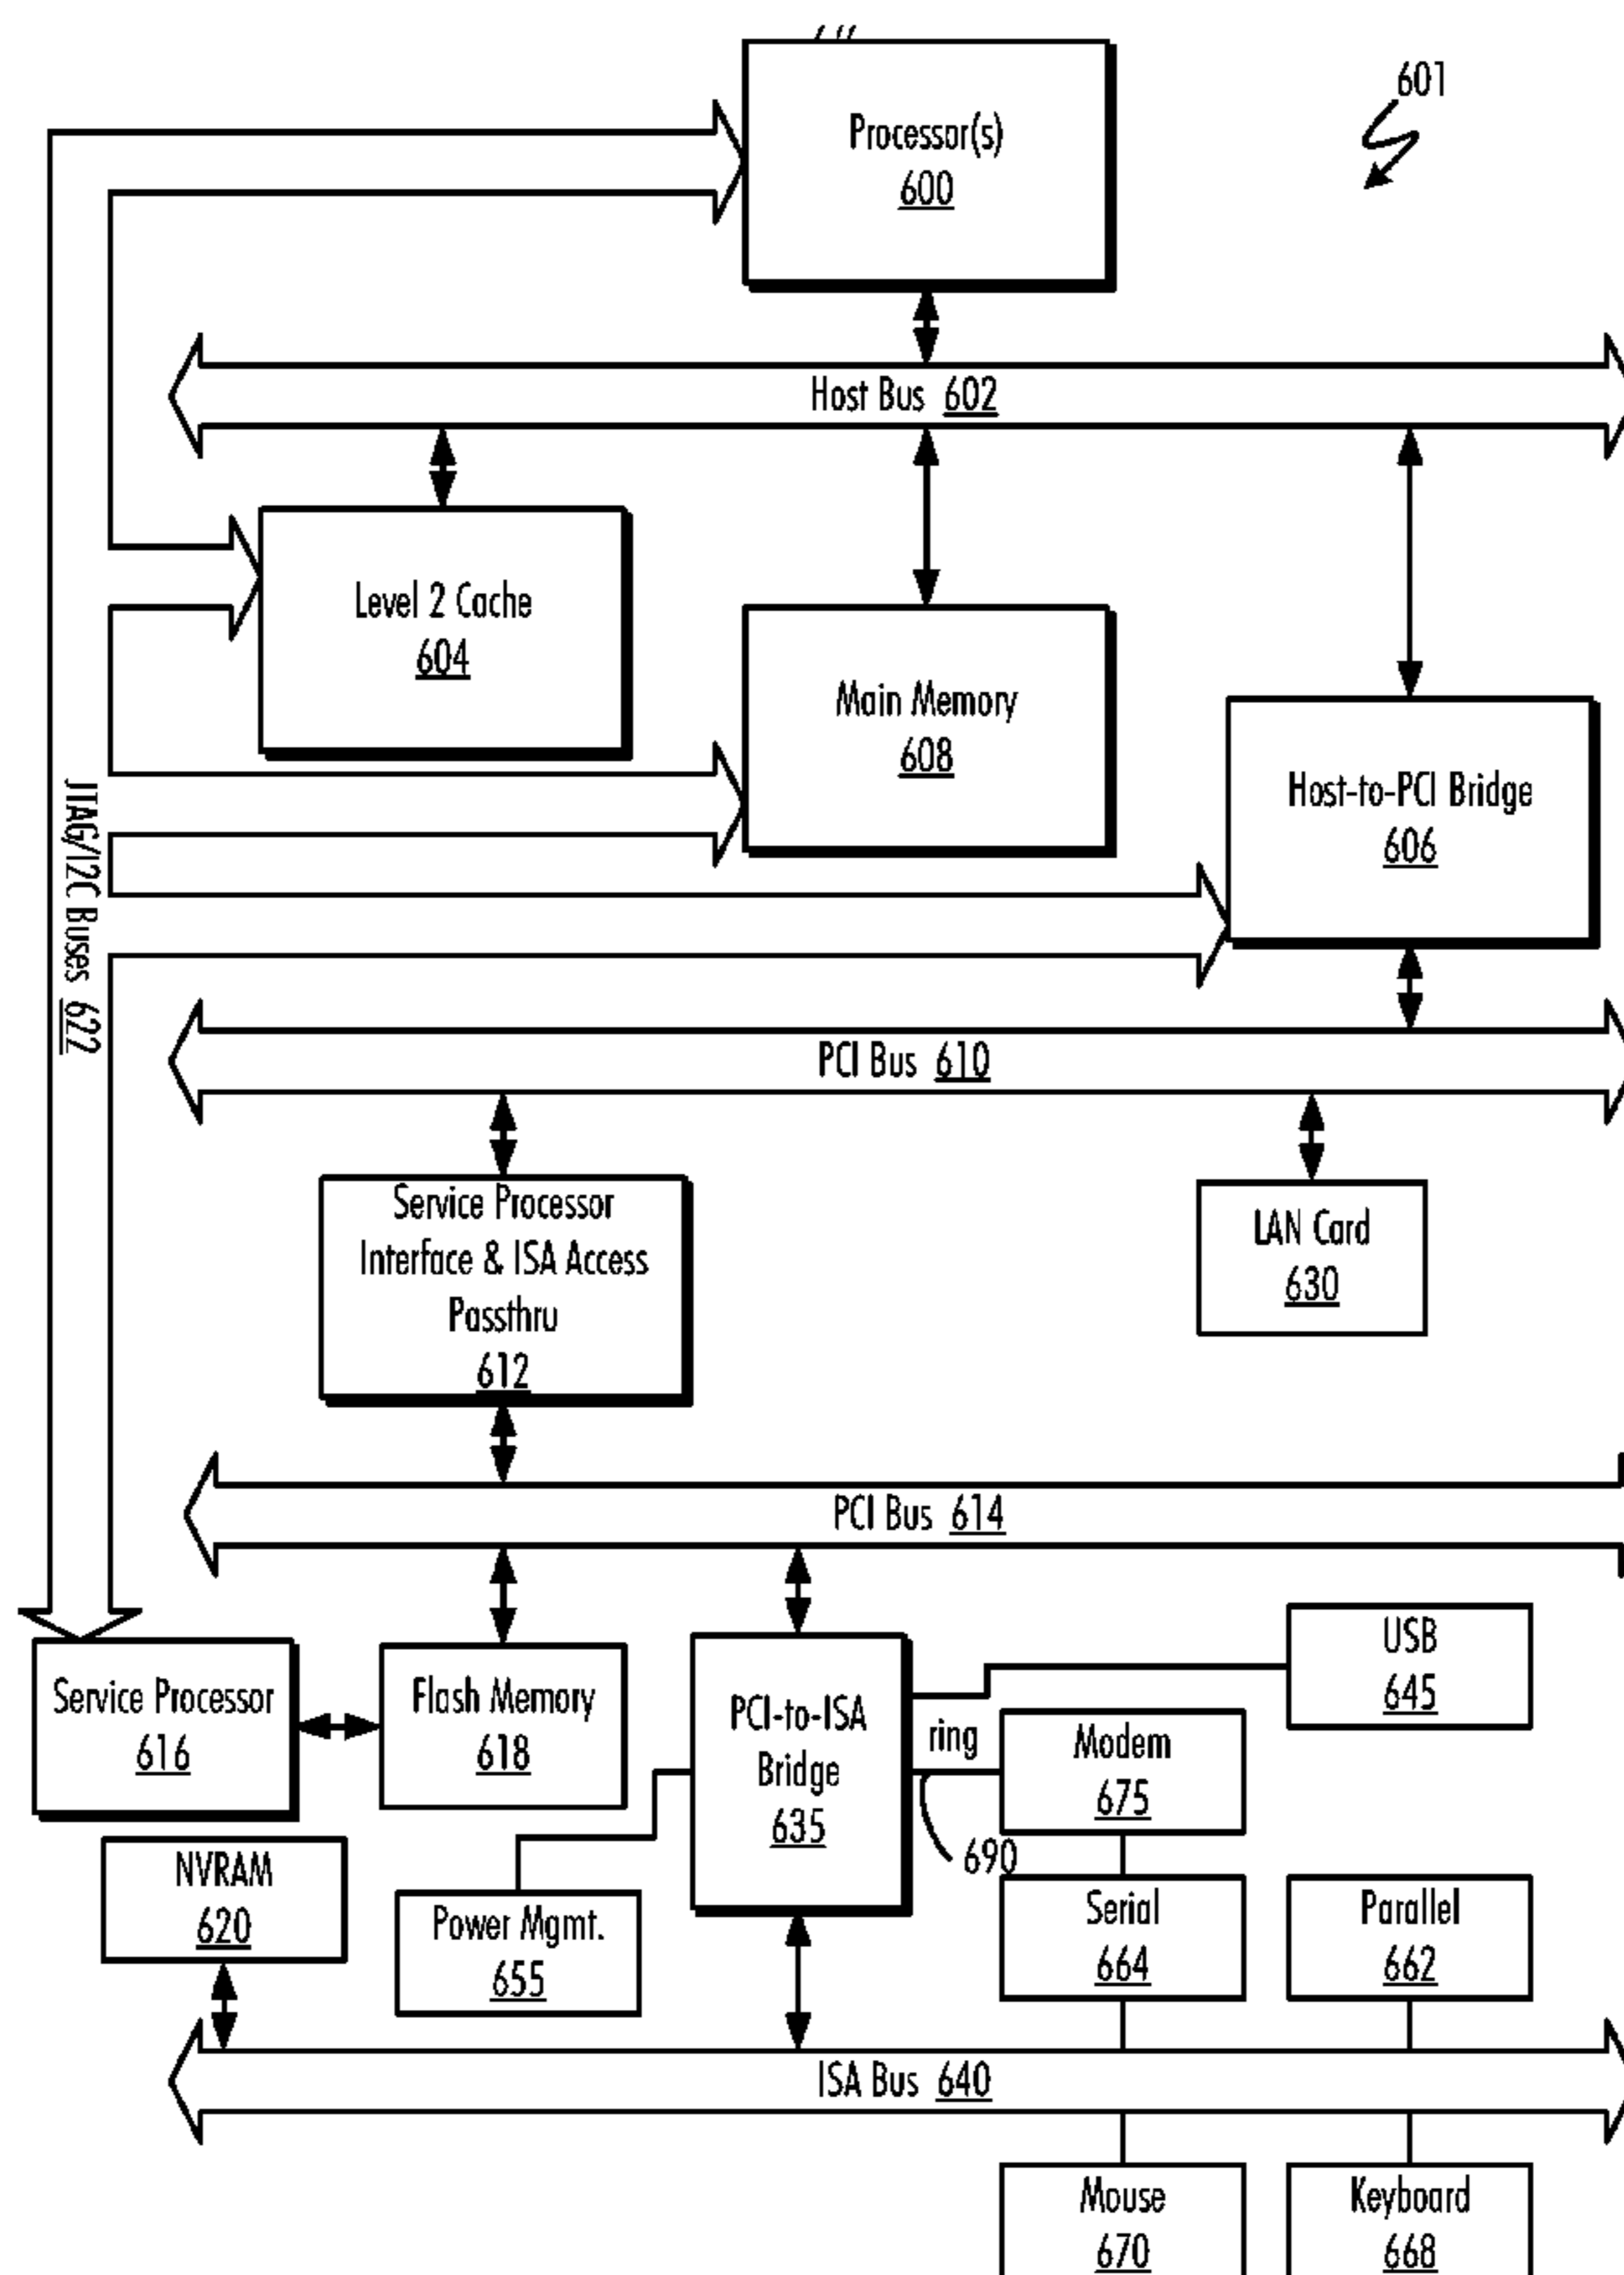 601
Processor(s)
600
Host Bus 602
Level 2 Cache
604
Main Memory
608
Host-to-PCI Bridge
606
JTAG/I2C Buses 622
PCI Bus 610
Service Processor
Interface & ISA Access
Passthru
612
LAN Card
630
PCI Bus 614
USB
645
Service Processor
616
Flash Memory
618
PCI-to-ISA
Bridge
635
ring
Modem
675
690
NVRAM
620
Power Mgmt.
655
Serial
664
Parallel
662
ISA Bus 640
Mouse
670
Keyboard
668